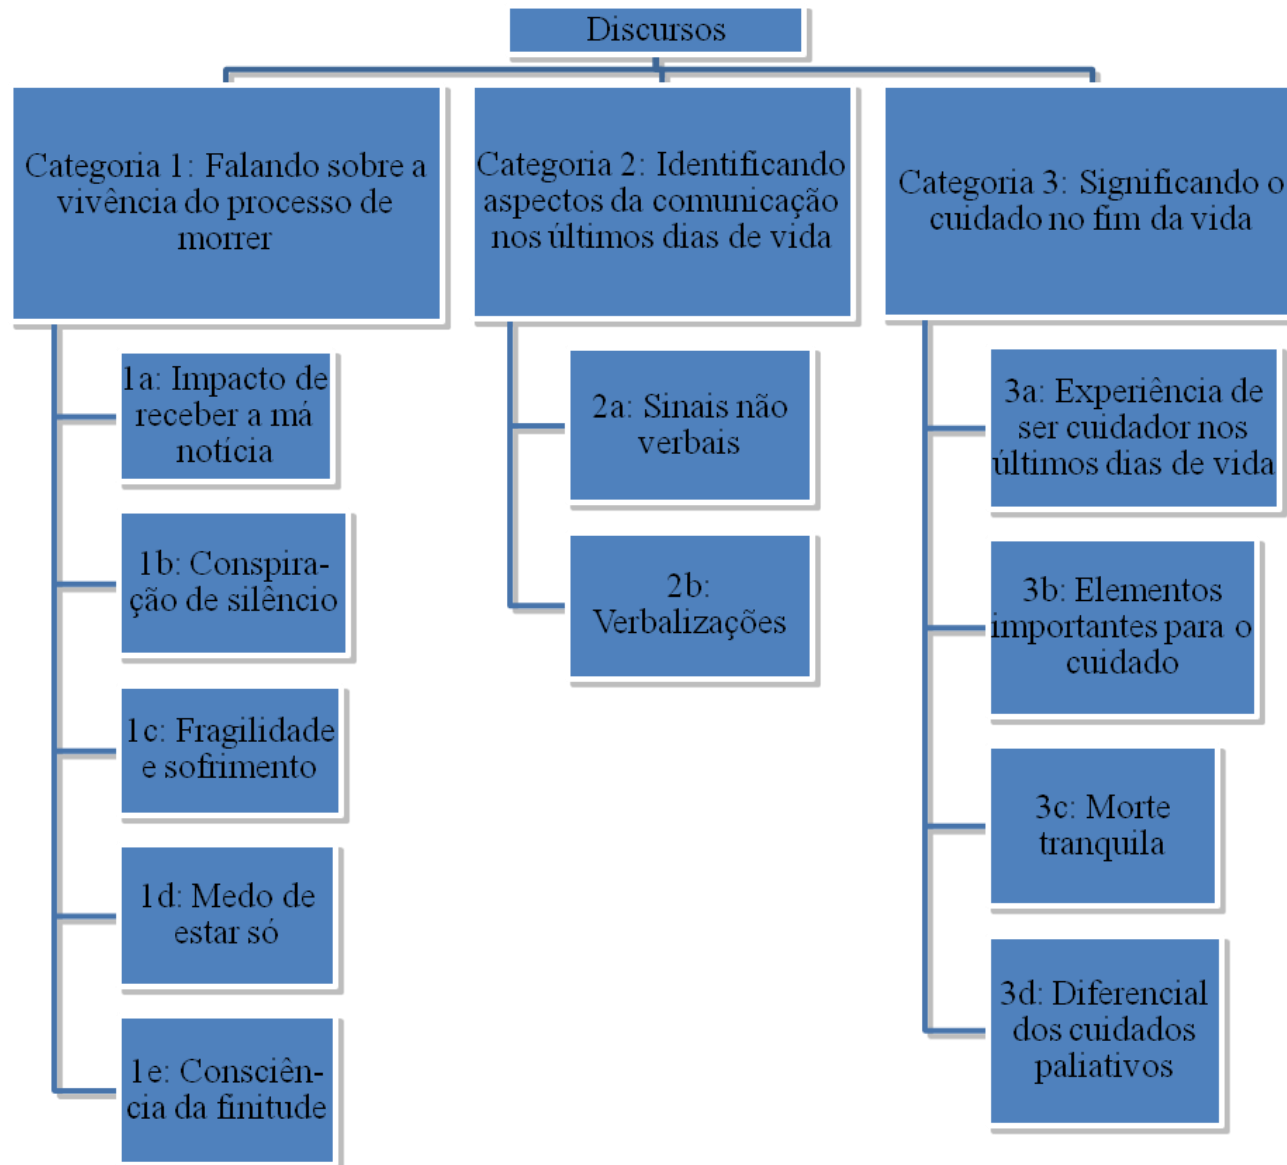 Discursos
Categoria 1: Falando sobre a
vivência do processo de
morrer
1a: Impacto de
receber a má
notícia
1b: Conspira-
ção de silêncio
1c: Fragilidade
e sofrimento
1d: Medo de
estar só
1e: Consciên-
cia da finitude
Categoria 2: Identificando
aspectos da comunicação
nos últimos dias de vida
2a: Sinais não
verbais
2b:
Verbalizações
Categoria 3: Significando o
cuidado no fim da vida
3a: Experiência de
ser cuidador nos
últimos dias de vida
3b: Elementos
importantes para o
cuidado
3c: Morte
tranquila
3d: Diferencial
dos cuidados
paliativos